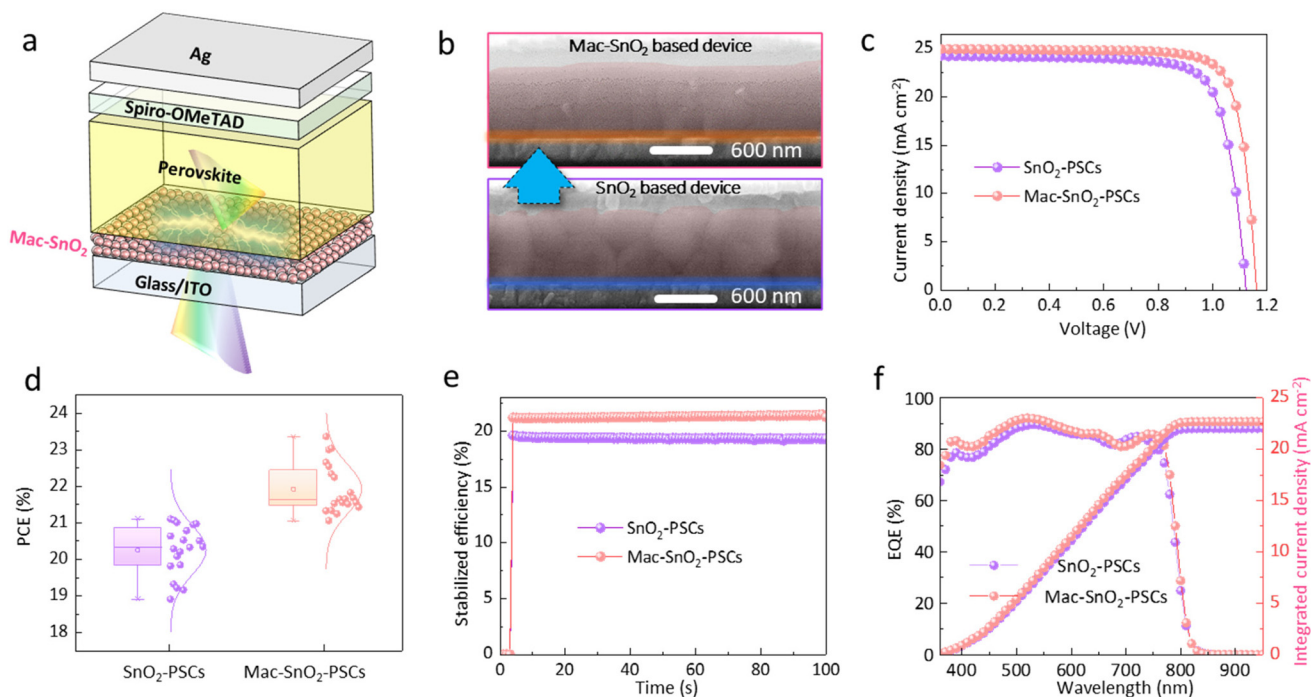 a
Ag
Spiro-OMeTAD
Perovskite
Mac-SnO₂
Glass/ITO
b
Mac-SnO₂ based device
600 nm
SnO₂ based device
600 nm
c
Current density (mA cm⁻²)
25
20
15
10
5
0
SnO₂-PSCs
Mac-SnO₂-PSCs
0.0 0.2 0.4 0.6 0.8 1.0 1.2
Voltage (V)
d
PCE (%)
24
23
22
21
20
19
18
SnO₂-PSCs Mac-SnO₂-PSCs
e
Stabilized efficiency (%)
20
15
10
5
0
SnO₂-PSCs
Mac-SnO₂-PSCs
0 20 40 60 80 100
Time (s)
f
EQE (%)
100
80
60
40
20
0
SnO₂-PSCs
Mac-SnO₂-PSCs
400 500 600 700 800 900
Wavelength (nm)
25
20
15
10
5
0
Integrated current density (mA cm⁻²)